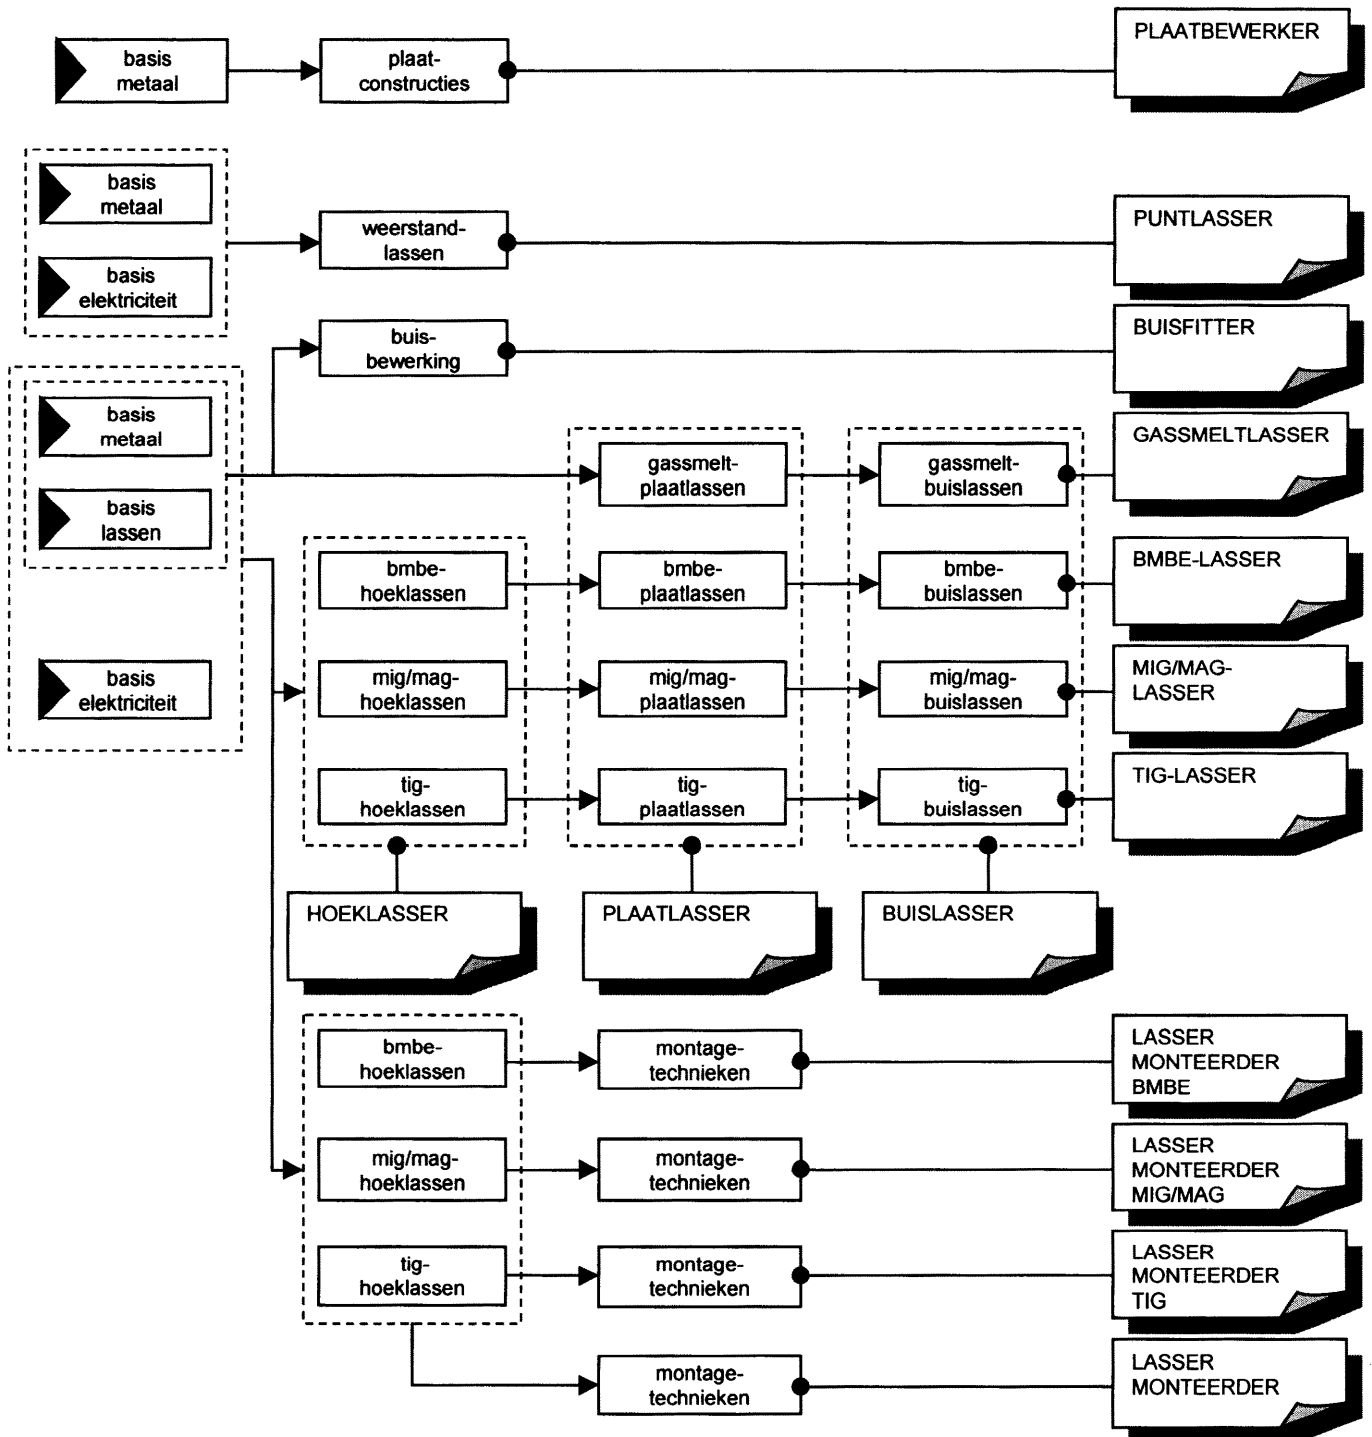 basis
metaal
plaat-
constructies
PLAATBEWERKER
basis
metaal
basis
elektriciteit
weerstand-
lassen
PUNTLASSER
buis-
bewerking
BUISFITTER
basis
metaal
basis
lassen
basis
elektriciteit
gassmelt-
plaatlassen
gassmelt-
buislassen
GASSMELTLASSER
bmbe-
hoeklassen
bmbe-
plaatlassen
bmbe-
buislassen
BMBE-LASSER
mig/mag-
hoeklassen
mig/mag-
plaatlassen
mig/mag-
buislassen
MIG/MAG-
LASSER
tig-
hoeklassen
tig-
plaatlassen
tig-
buislassen
TIG-LASSER
HOEKLASSER
PLAATLASSER
BUISLASSER
bmbe-
hoeklassen
montage-
technieken
LASSER
MONTEERDER
BMBE
mig/mag-
hoeklassen
montage-
technieken
LASSER
MONTEERDER
MIG/MAG
tig-
hoeklassen
montage-
technieken
LASSER
MONTEERDER
TIG
montage-
technieken
LASSER
MONTEERDER